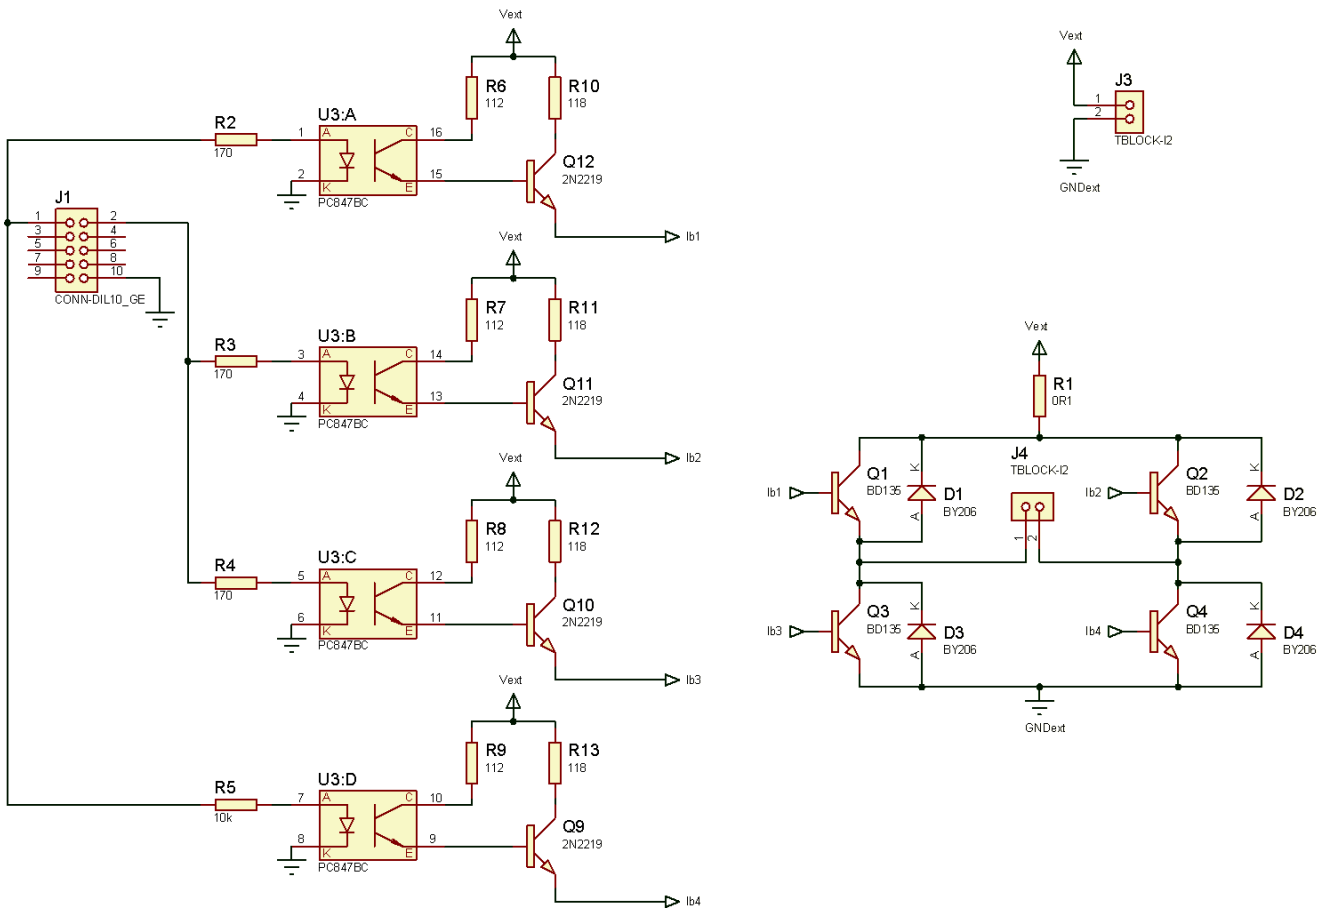 Vext
R6
112
R10
118
U3:A
R2
170
1
A
C
16
2
K
E
15
PC847BC
Q12
2N2219
Ib1
J1
1
2
3
4
5
6
7
8
9
10
CONN-DIL10_GE
Vext
R7
112
R11
118
U3:B
R3
170
3
A
C
14
4
K
E
13
PC847BC
Q11
2N2219
Ib2
Vext
R8
112
R12
118
U3:C
R4
170
5
A
C
12
6
K
E
11
PC847BC
Q10
2N2219
Ib3
Vext
R9
112
R13
118
U3:D
R5
10k
7
A
C
10
8
K
E
9
PC847BC
Q9
2N2219
Ib4
Vext
J3
1
2
TBLOCK-I2
GNDext
Vext
R1
0R1
J4
TBLOCK-I2
1
2
Ib1
Q1
BD135
K
A
D1
BY206
Ib2
Q2
BD135
K
A
D2
BY206
Ib3
Q3
BD135
K
A
D3
BY206
Ib4
Q4
BD135
K
A
D4
BY206
GNDext